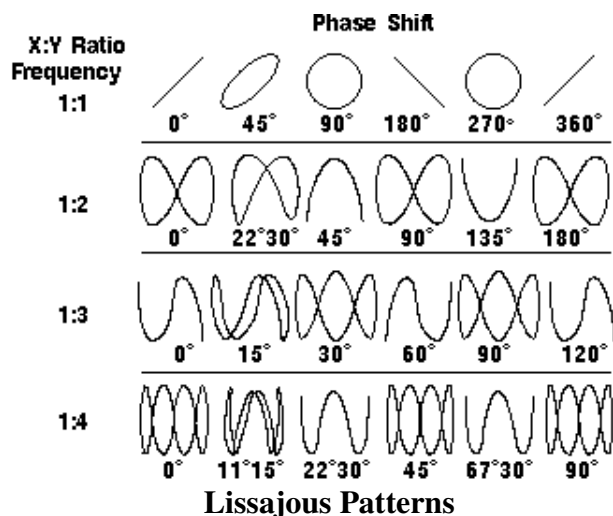 Phase Shift
X:Y Ratio
Frequency
1:1
0° 45° 90° 180° 270° 360°
1:2
0° 22°30° 45° 90° 135° 180°
1:3
0° 15° 30° 60° 90° 120°
1:4
0° 11°15° 22°30° 45° 67°30° 90°
Lissajous Patterns